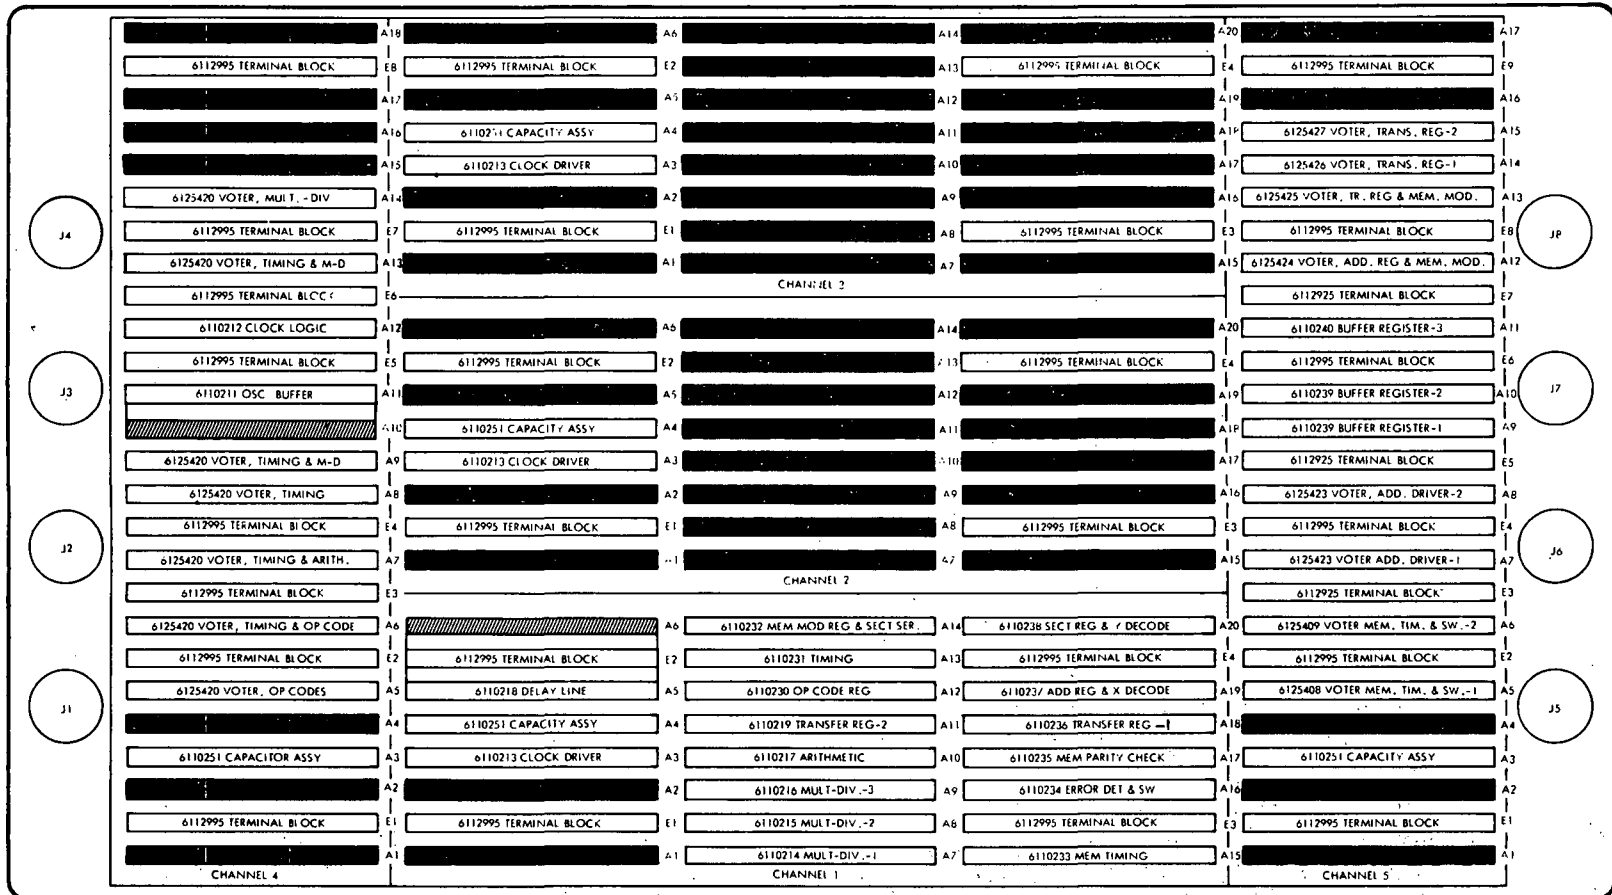 A18 A6 A14 A20 A17
6112995 TERMINAL BLOCK E8 6112995 TERMINAL BLOCK E2 A13 6112995 TERMINAL BLOCK E4 6112995 TERMINAL BLOCK E9
A17 A5 A12 A19 A16
A16 6110251 CAPACITY ASSY A4 A11 A18 6125427 VOTER, TRANS. REG-2 A15
A15 6110213 CLOCK DRIVER A3 A10 A17 6125426 VOTER, TRANS. REG-1 A14
6125420 VOTER, MULT.-DIV A14 A2 A9 A16 6125425 VOTER, TR. REG & MEM. MOD. A13
J4 6112995 TERMINAL BLOCK E7 6112995 TERMINAL BLOCK E1 A8 6112995 TERMINAL BLOCK E3 6112995 TERMINAL BLOCK E8 J8
6125420 VOTER, TIMING & M-D A13 A1 A7 A15 6125424 VOTER, ADD. REG & MEM. MOD. A12
CHANNEL 3
6112995 TERMINAL BLOCK E6 6112925 TERMINAL BLOCK E7
6110212 CLOCK LOGIC A12 A6 A14 A20 6110240 BUFFER REGISTER-3 A11
6112995 TERMINAL BLOCK E5 6112995 TERMINAL BLOCK E2 A13 6112995 TERMINAL BLOCK E4 6112995 TERMINAL BLOCK E6
J3 6110211 OSC BUFFER A11 A5 A12 A19 6110239 BUFFER REGISTER-2 A10 J7
A10 6110251 CAPACITY ASSY A4 A11 A18 6110239 BUFFER REGISTER-1 A9
6125420 VOTER, TIMING & M-D A9 6110213 CLOCK DRIVER A3 A10 A17 6112925 TERMINAL BLOCK E5
6125420 VOTER, TIMING A8 A2 A9 A16 6125423 VOTER, ADD. DRIVER-2 A8
6112995 TERMINAL BLOCK E4 6112995 TERMINAL BLOCK E1 A8 6112995 TERMINAL BLOCK E3 6112995 TERMINAL BLOCK E4
J2 6125420 VOTER, TIMING & ARITH. A7 A7 A15 6125423 VOTER ADD. DRIVER-1 A7 J6
CHANNEL 2
6112995 TERMINAL BLOCK E3 6112925 TERMINAL BLOCK E3
6125420 VOTER, TIMING & OP CODE A6 A6 6110232 MEM MOD REG & SECT SER. A14 6110238 SECT REG & Y DECODE A20 6125409 VOTER MEM. TIM. & SW.-2 A6
6112995 TERMINAL BLOCK E2 6112995 TERMINAL BLOCK E2 6110231 TIMING A13 6112995 TERMINAL BLOCK E4 6112995 TERMINAL BLOCK E2
J1 6125420 VOTER, OP CODES A5 6110218 DELAY LINE A5 6110230 OP CODE REG A12 6110237 ADD REG & X DECODE A19 6125408 VOTER MEM. TIM. & SW.-1 A5 J5
A4 6110251 CAPACITY ASSY A4 6110219 TRANSFER REG-2 A11 6110236 TRANSFER REG-1 A18 A4
6110251 CAPACITOR ASSY A3 6110213 CLOCK DRIVER A3 6110217 ARITHMETIC A10 6110235 MEM PARITY CHECK A17 6110251 CAPACITY ASSY A3
A2 A2 6110216 MULT-DIV.-3 A9 6110234 ERROR DET & SW A16 A2
6112995 TERMINAL BLOCK E1 6112995 TERMINAL BLOCK E1 6110215 MULT-DIV.-2 A8 6112995 TERMINAL BLOCK E3 6112995 TERMINAL BLOCK E1
A1 A1 6110214 MULT-DIV.-1 A7 6110233 MEM TIMING A15 A1
CHANNEL 4 CHANNEL 1 CHANNEL 5